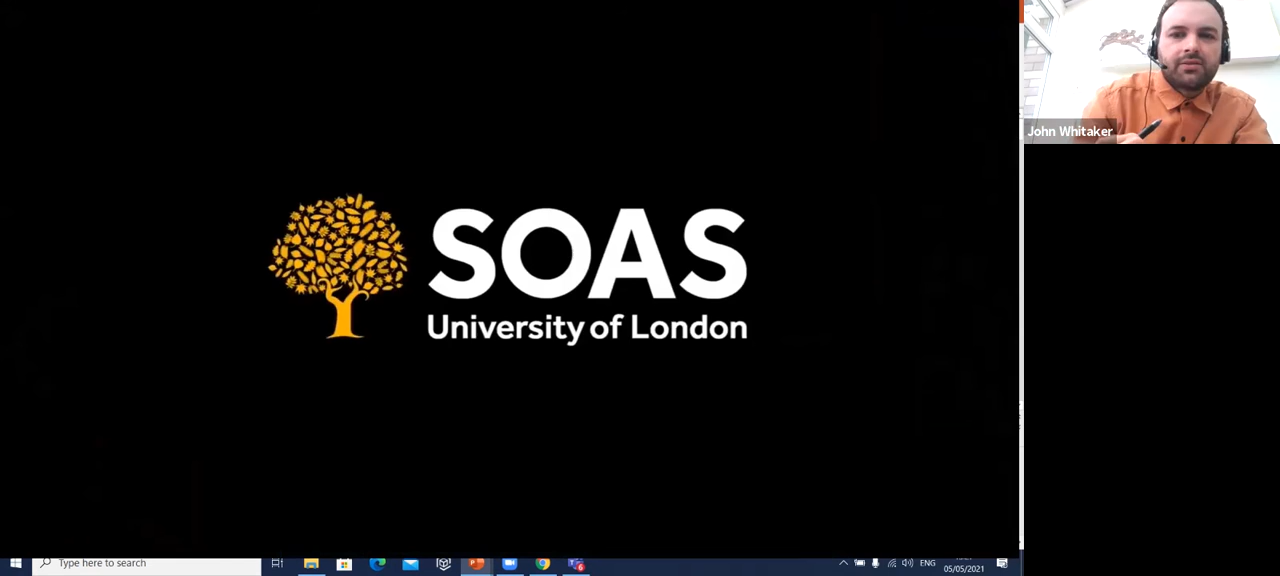 SOAS
University of London
John Whitaker
Type here to search
ENG
05/05/2021